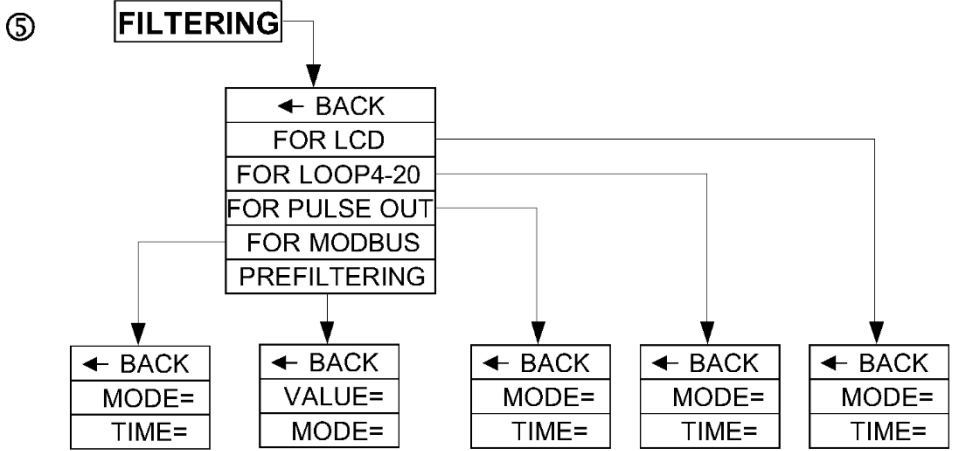 ⑤ FILTERING
← BACK
FOR LCD
FOR LOOP4-20
FOR PULSE OUT
FOR MODBUS
PREFILTERING
← BACK
MODE=
TIME=
← BACK
VALUE=
MODE=
← BACK
MODE=
TIME=
← BACK
MODE=
TIME=
← BACK
MODE=
TIME=